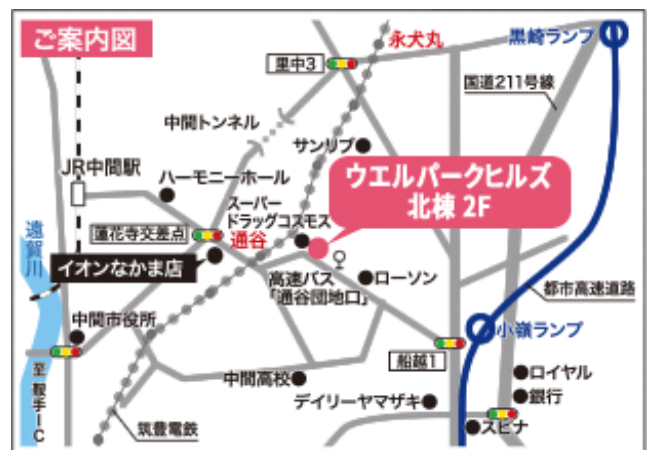 ご案内図
永犬丸
黒崎ランプ
里中3
国道211号線
中間トンネル
サンリブ
JR中間駅
ハーモニーホール
ウエルパークヒルズ
北棟 2F
スーパー
ドラッグコスモス
蓮花寺交差点
通谷
遠賀川
イオンなかま店
高速バス
「通谷団地口」
ローソン
都市高速道路
中間市役所
小嶺ランプ
船越1
至 鞍手IC
中間高校
ロイヤル
銀行
デイリーヤマザキ
スピナ
筑豊電鉄